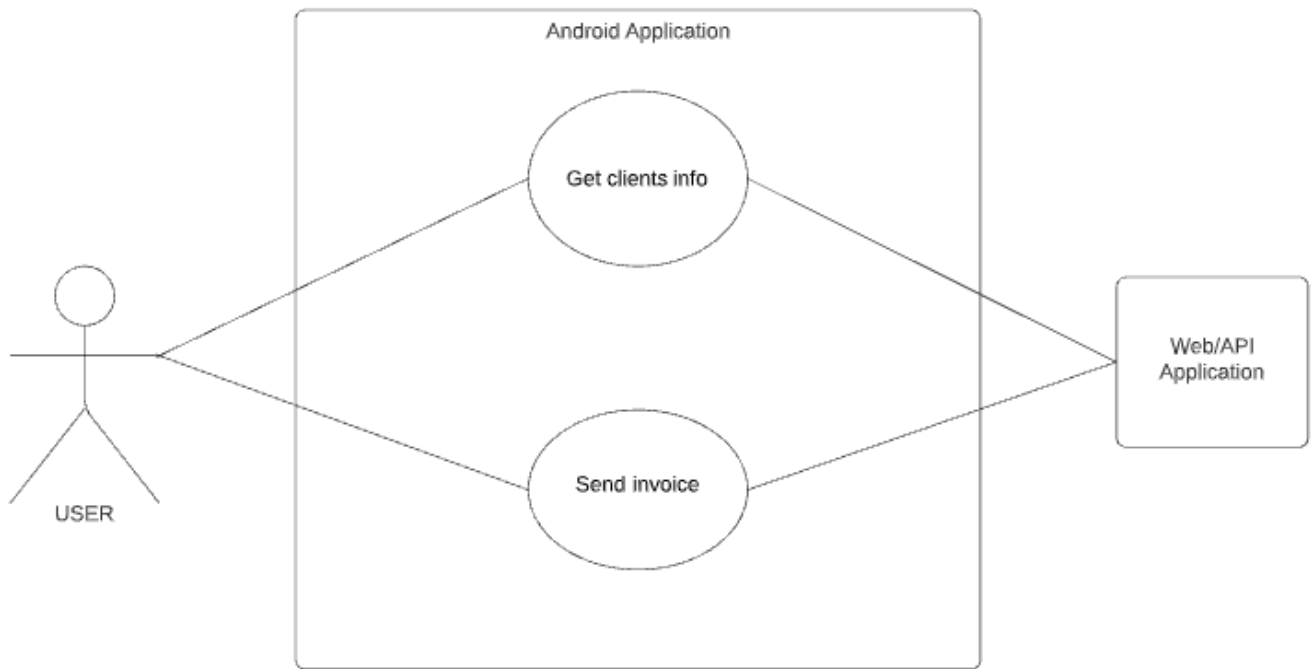 Android Application
Get clients info
Web/API
Application
Send invoice
USER